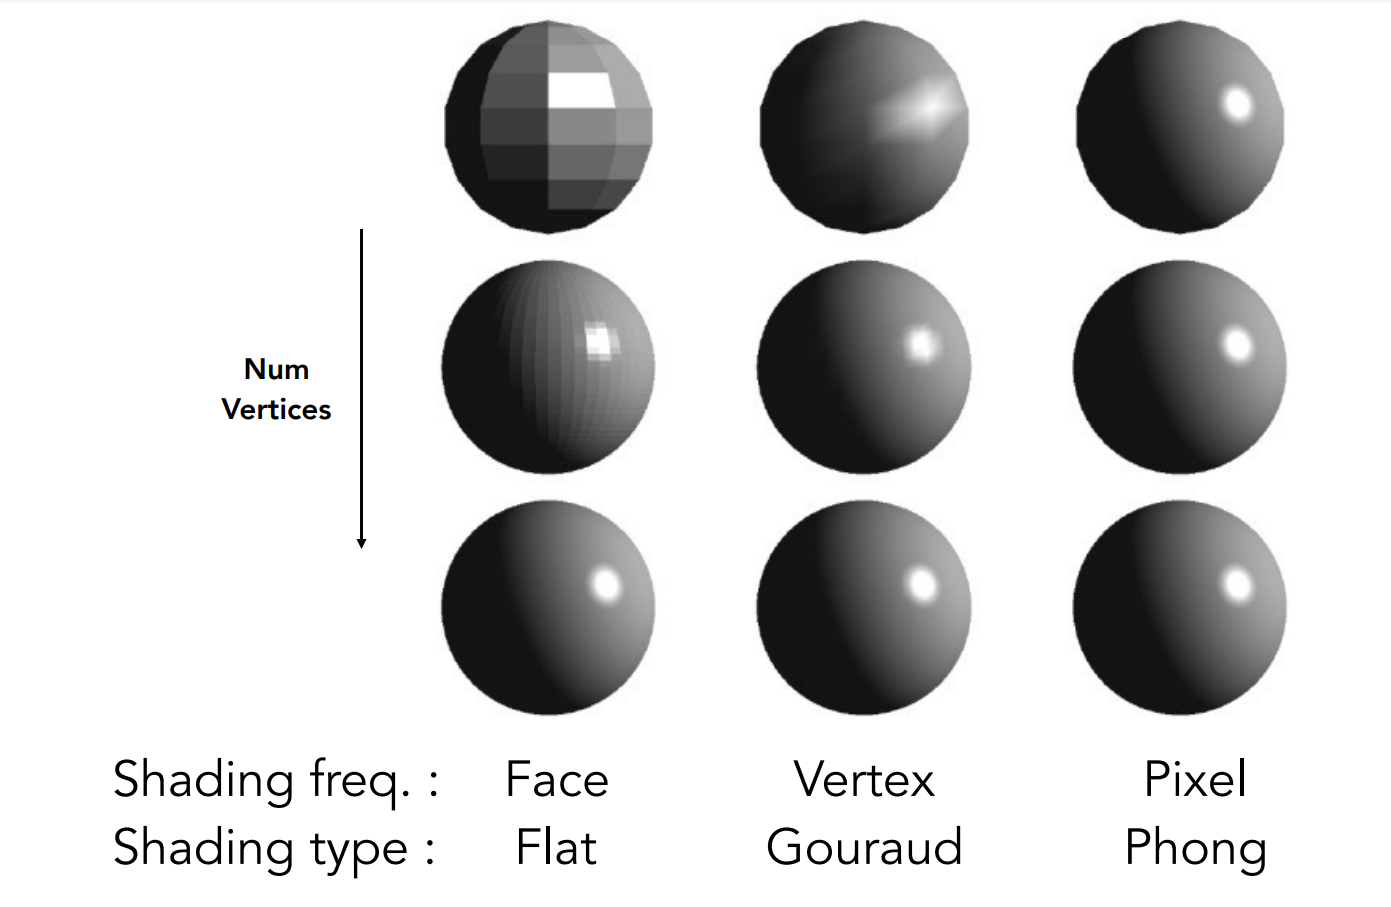 Num
Vertices
Shading freq. : Face Vertex Pixel
Shading type : Flat Gouraud Phong